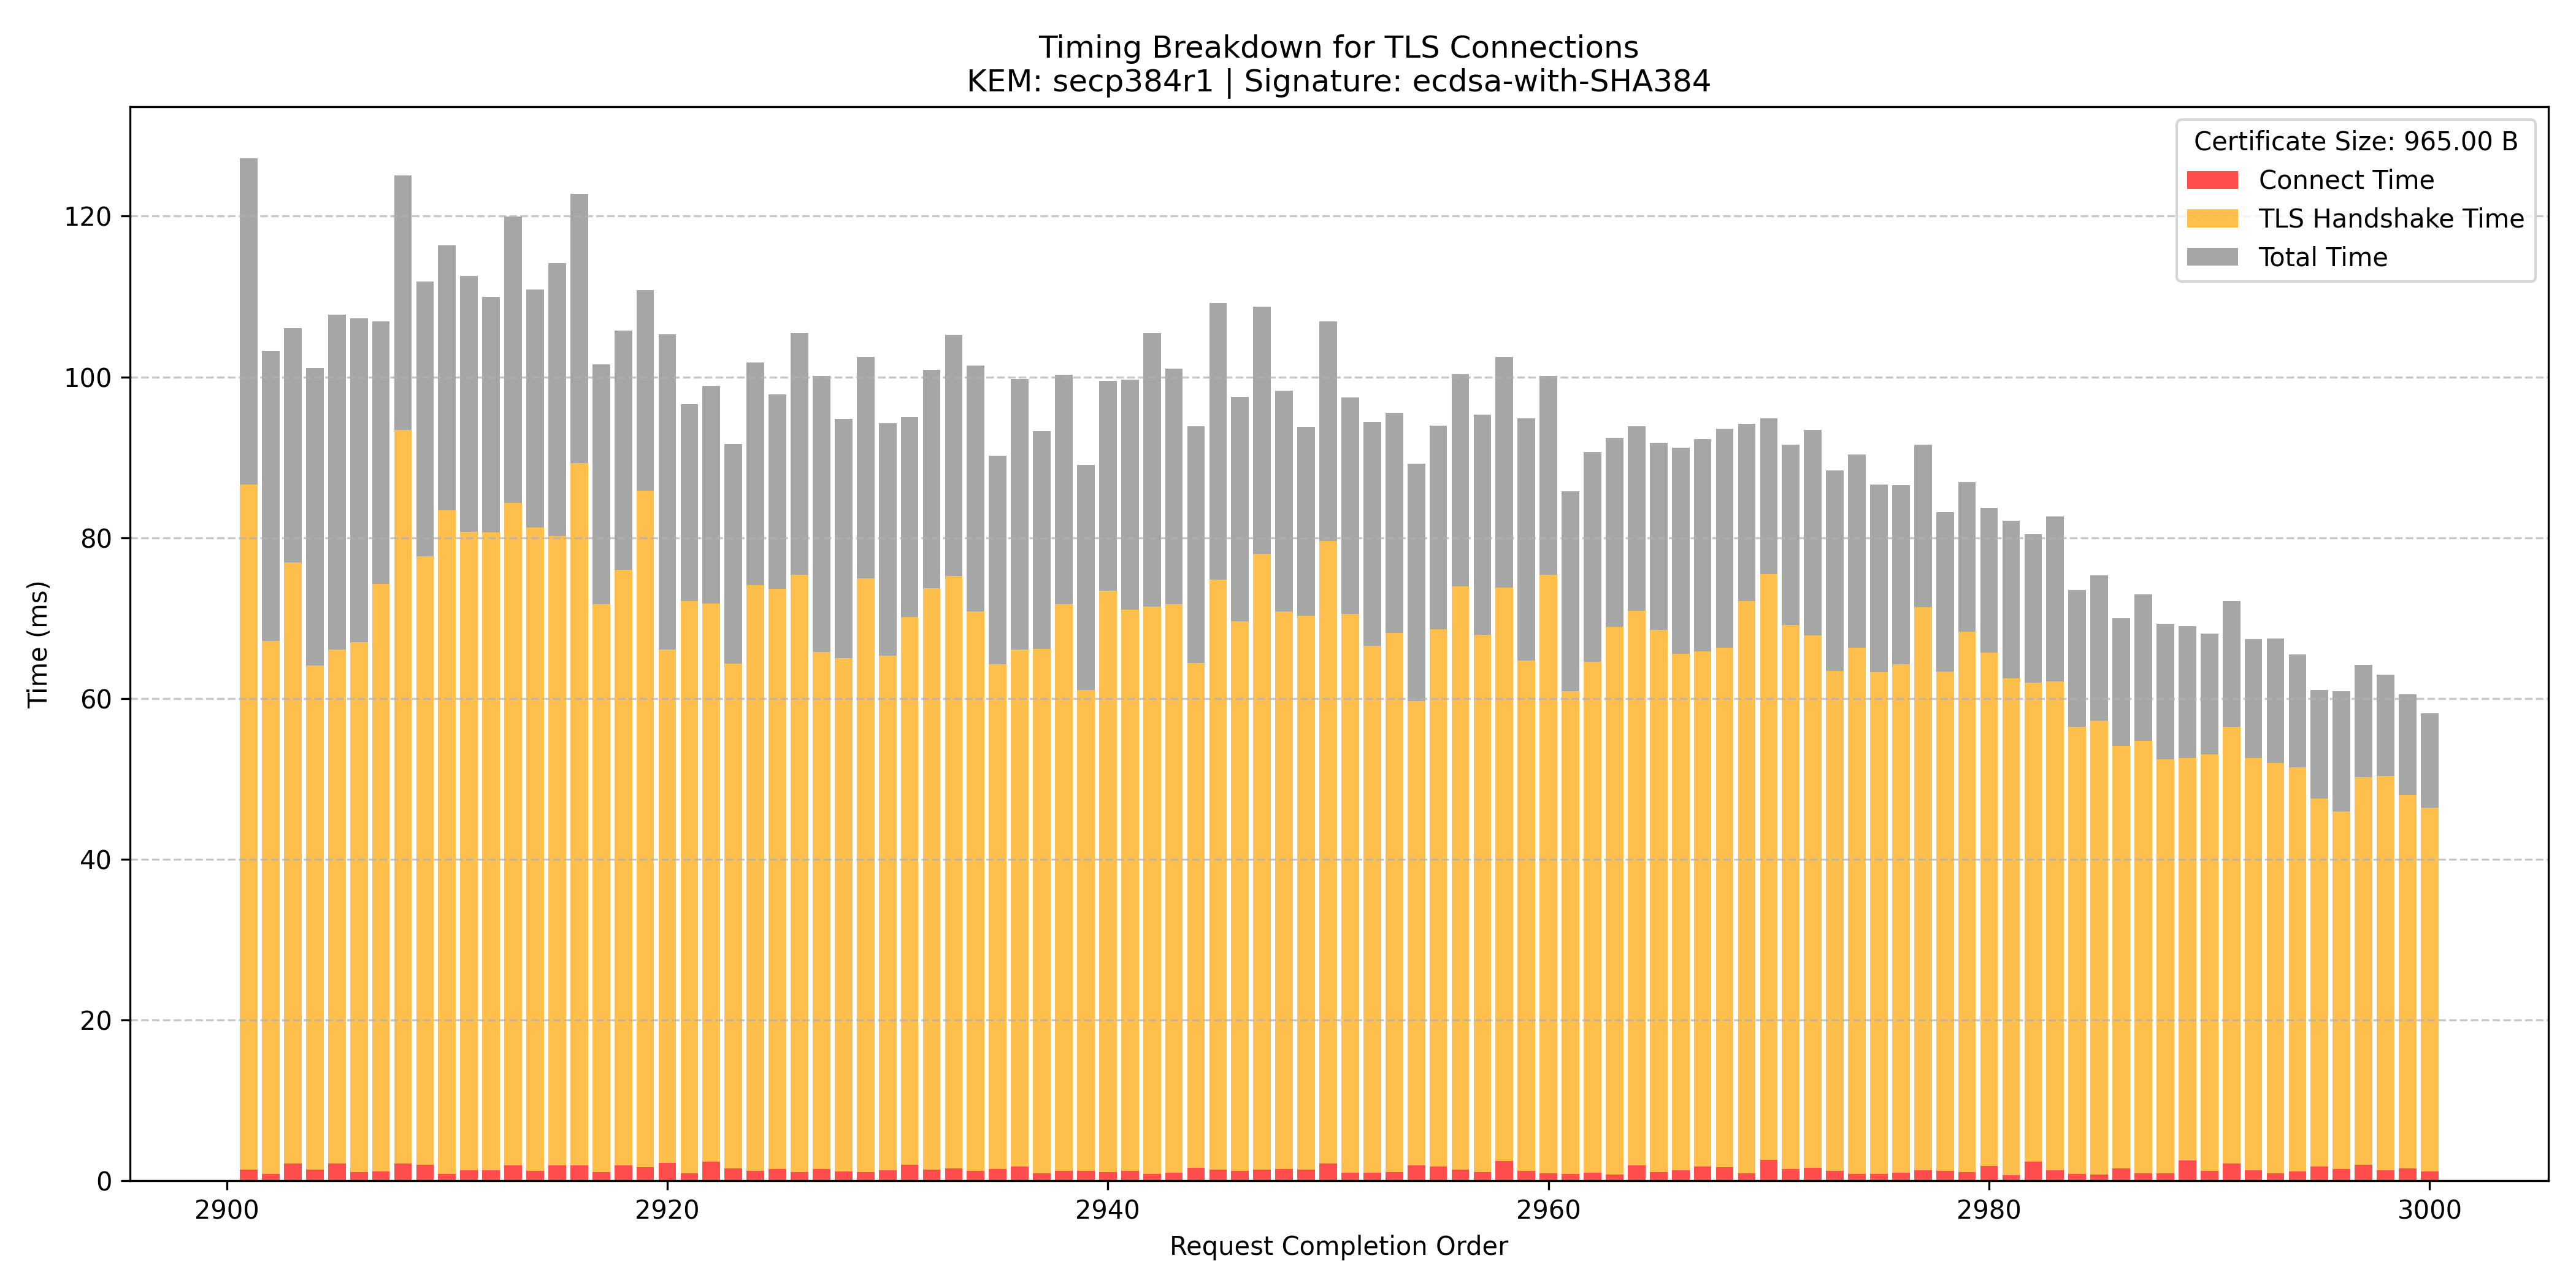 Timing Breakdown for TLS Connections
KEM: secp384r1 | Signature: ecdsa-with-SHA384
Certificate Size: 965.00 B
Connect Time
TLS Handshake Time
Total Time
Time (ms)
120
100
80
60
40
20
0
2900 2920 2940 2960 2980 3000
Request Completion Order